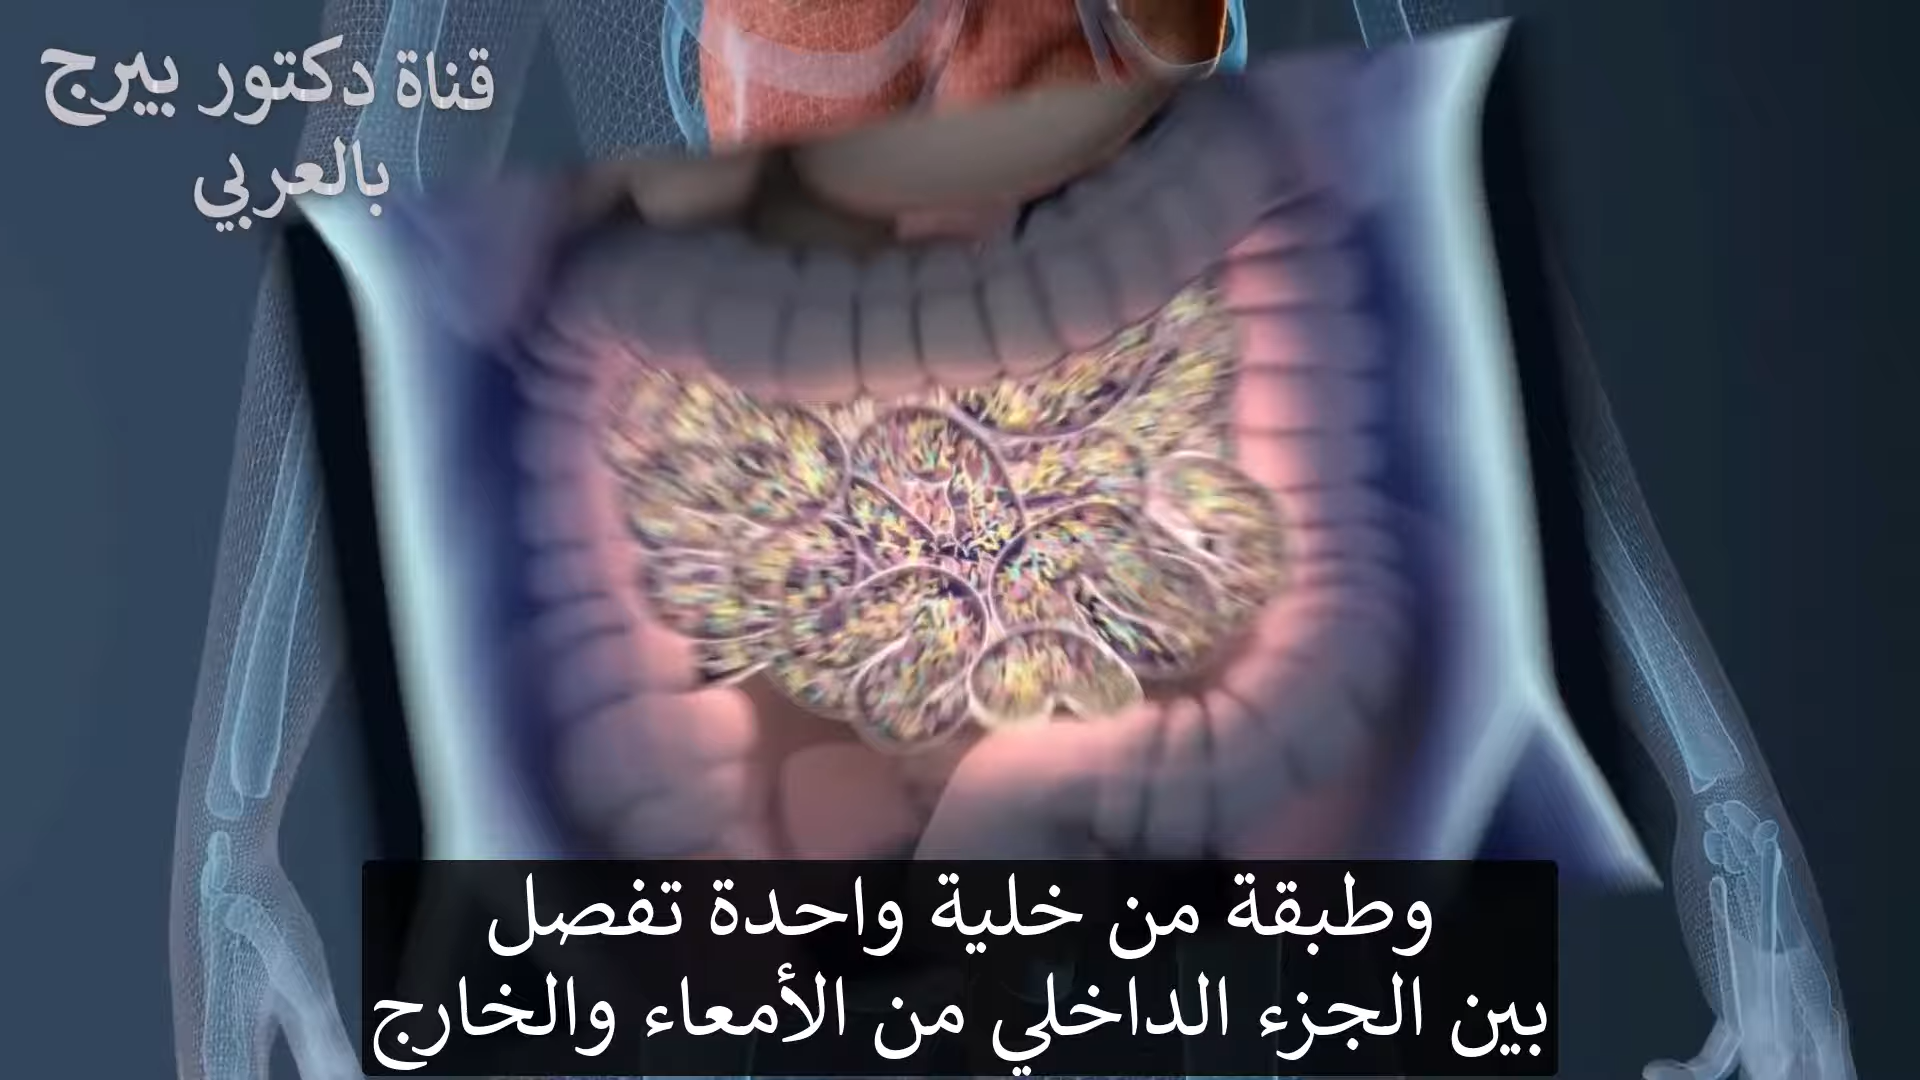 قناة دكتور بيرج
بالعربي
وطبقة من خلية واحدة تفصل
بين الجزء الداخلي من الأمعاء والخارج